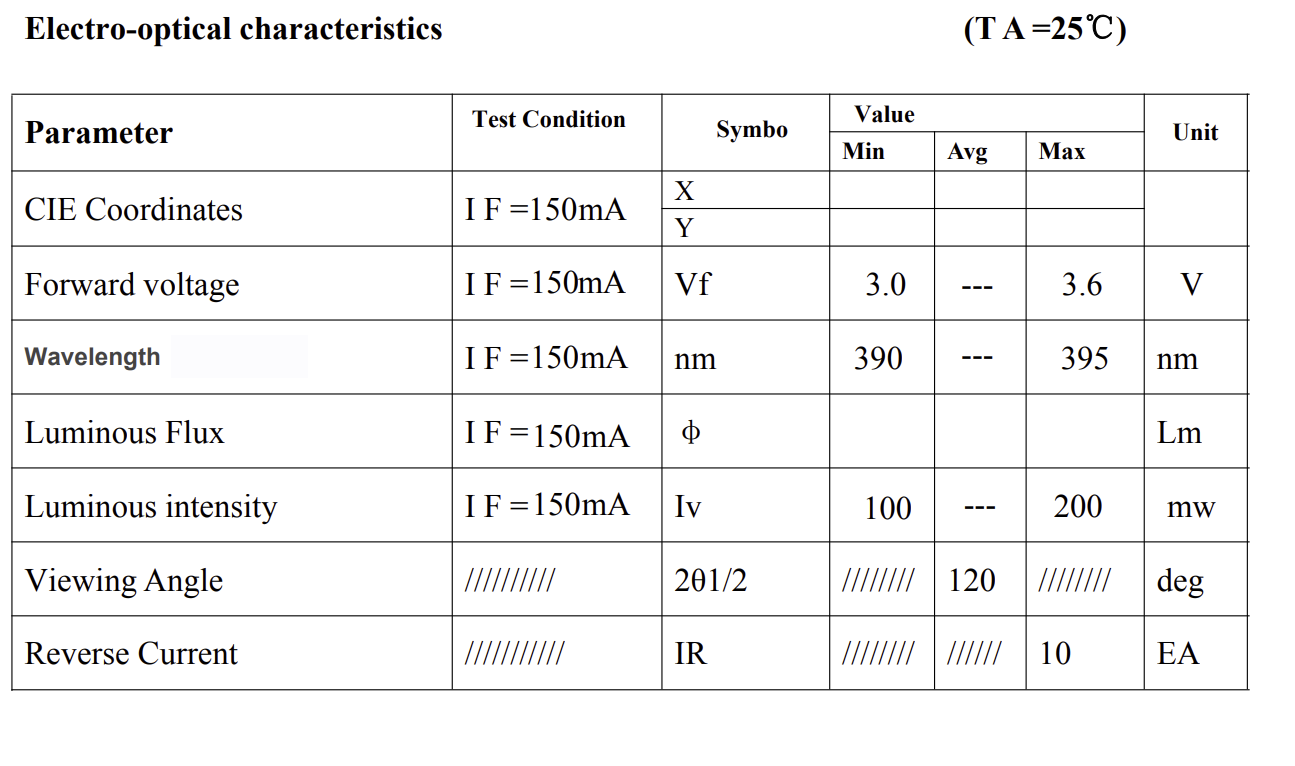 Electro-optical characteristics (T A =25℃)
Parameter Test Condition Symbo Value Unit
Min Avg Max
CIE Coordinates I F =150mA X
Y
Forward voltage I F =150mA Vf 3.0 --- 3.6 V
Wavelength I F =150mA nm 390 --- 395 nm
Luminous Flux I F =150mA ф Lm
Luminous intensity I F =150mA Iv 100 --- 200 mw
Viewing Angle ////////// 2θ1/2 //////// 120 //////// deg
Reverse Current /////////// IR //////// ////// 10 EA